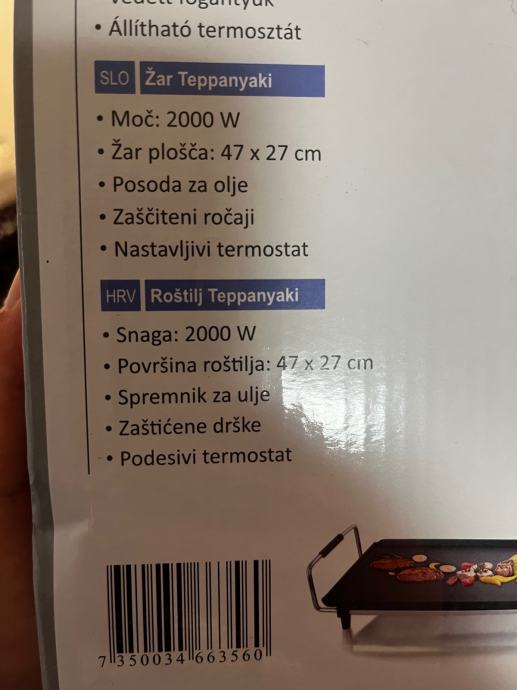 • Állítható termosztát
SLO Žar Teppanyaki
• Moč: 2000 W
• Žar plošča: 47 x 27 cm
• Posoda za olje
• Zaščiteni ročaji
• Nastavljivi termostat
HRV Roštilj Teppanyaki
• Snaga: 2000 W
• Površina roštilja: 47 x 27 cm
• Spremnik za ulje
• Zaštićene drške
• Podesivi termostat
7 350034 663560